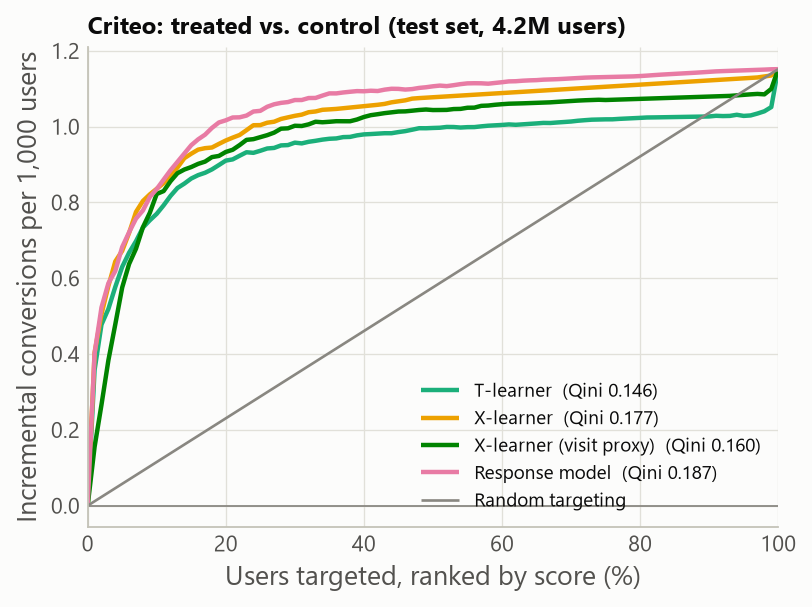 Criteo: treated vs. control (test set, 4.2M users)
Incremental conversions per 1,000 users
1.2
1.0
0.8
0.6
0.4
0.2
0.0
T-learner (Qini 0.146)
X-learner (Qini 0.177)
X-learner (visit proxy) (Qini 0.160)
Response model (Qini 0.187)
Random targeting
0 20 40 60 80 100
Users targeted, ranked by score (%)